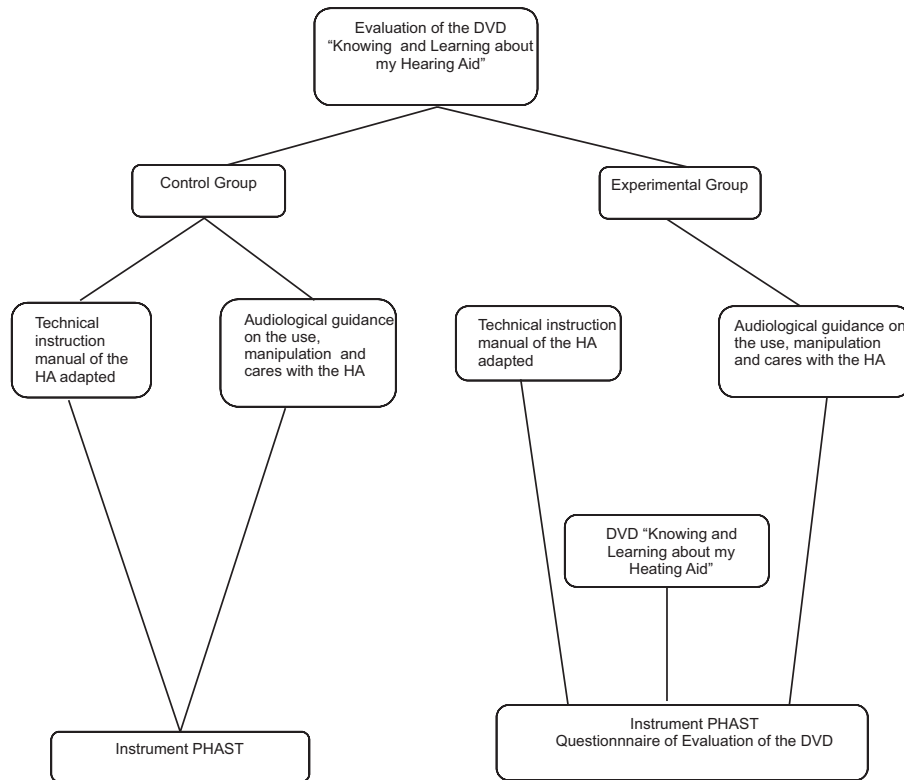 Evaluation of the DVD
“Knowing and Learning about
my Hearing Aid”
Control Group
Experimental Group
Technical
instruction
manual of the
HA adapted
Audiological guidance
on the use,
manipulation and
cares with the HA
Technical instruction
manual of the HA
adapted
Audiological guidance on
the use, manipulation
and cares with the HA
DVD “Knowing and
Learning about my
Heating Aid”
Instrument PHAST
Instrument PHAST
Questionnnaire of Evaluation of the DVD